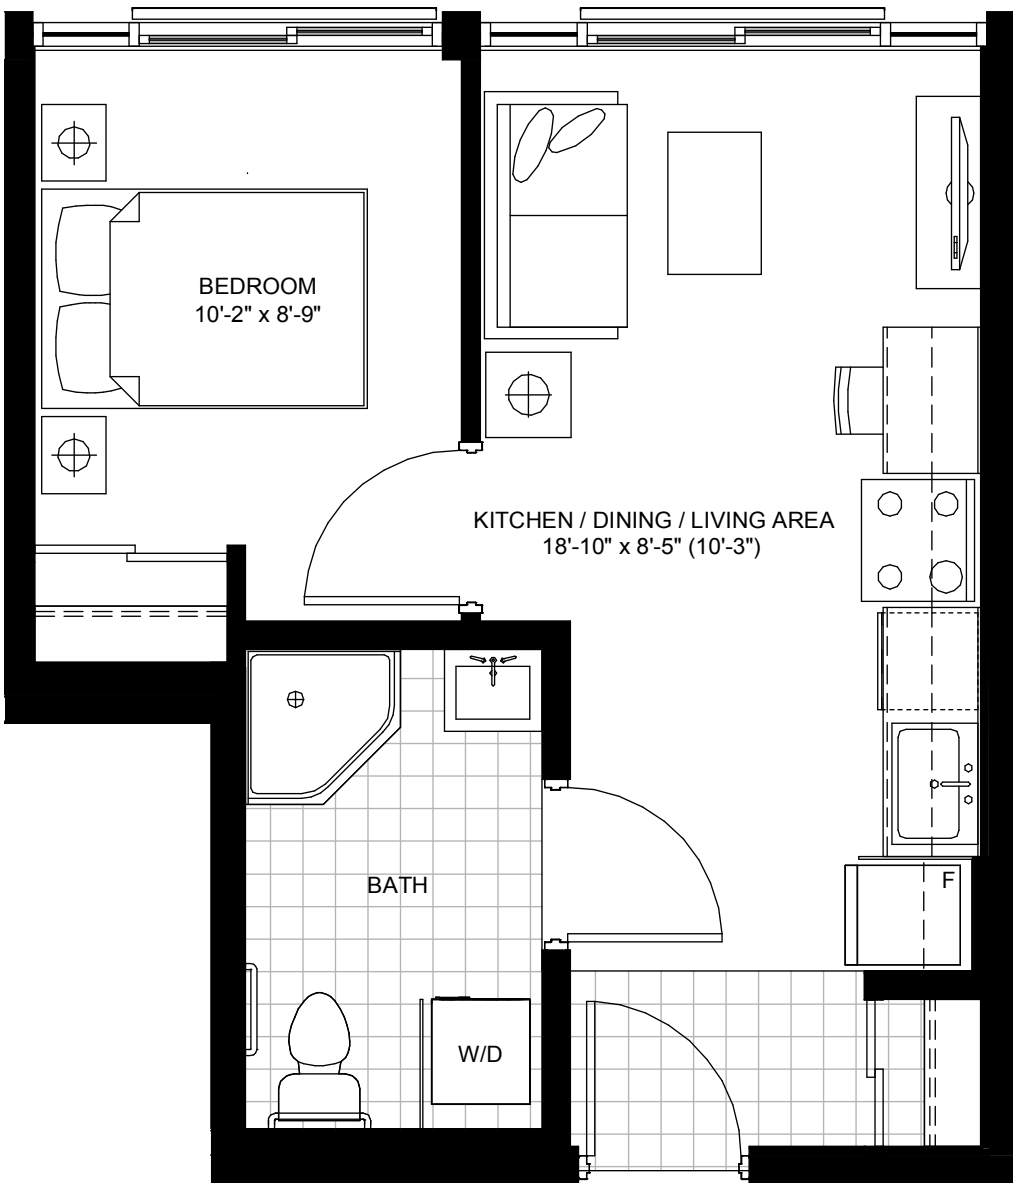 BEDROOM
10'-2" x 8'-9"
KITCHEN / DINING / LIVING AREA
18'-10" x 8'-5" (10'-3")
F
BATH
W/D